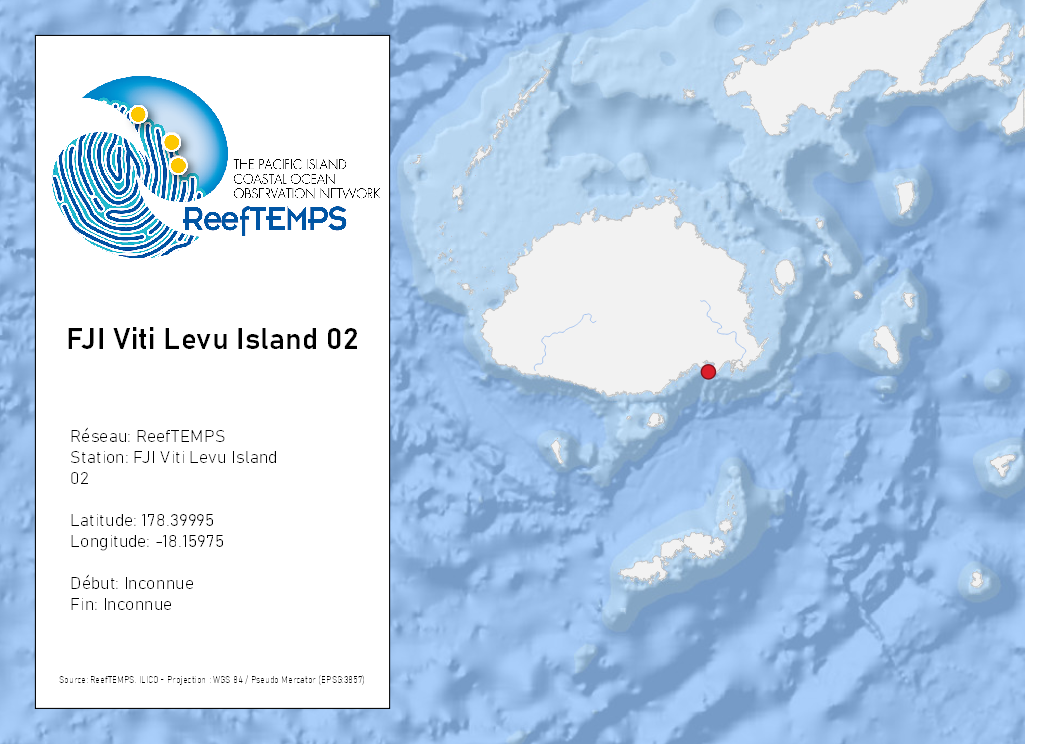 THE PACIFIC ISLAND
COASTAL OCEAN
OBSERVATION NETWORK
ReefTEMPS
FJI Viti Levu Island 02
Réseau: ReefTEMPS
Station: FJI Viti Levu Island
02
Latitude: 178.39995
Longitude: -18.15975
Début: Inconnue
Fin: Inconnue
Source: ReefTEMPS, ILICO - Projection : WGS 84 / Pseudo Mercator (EPSG:3857)